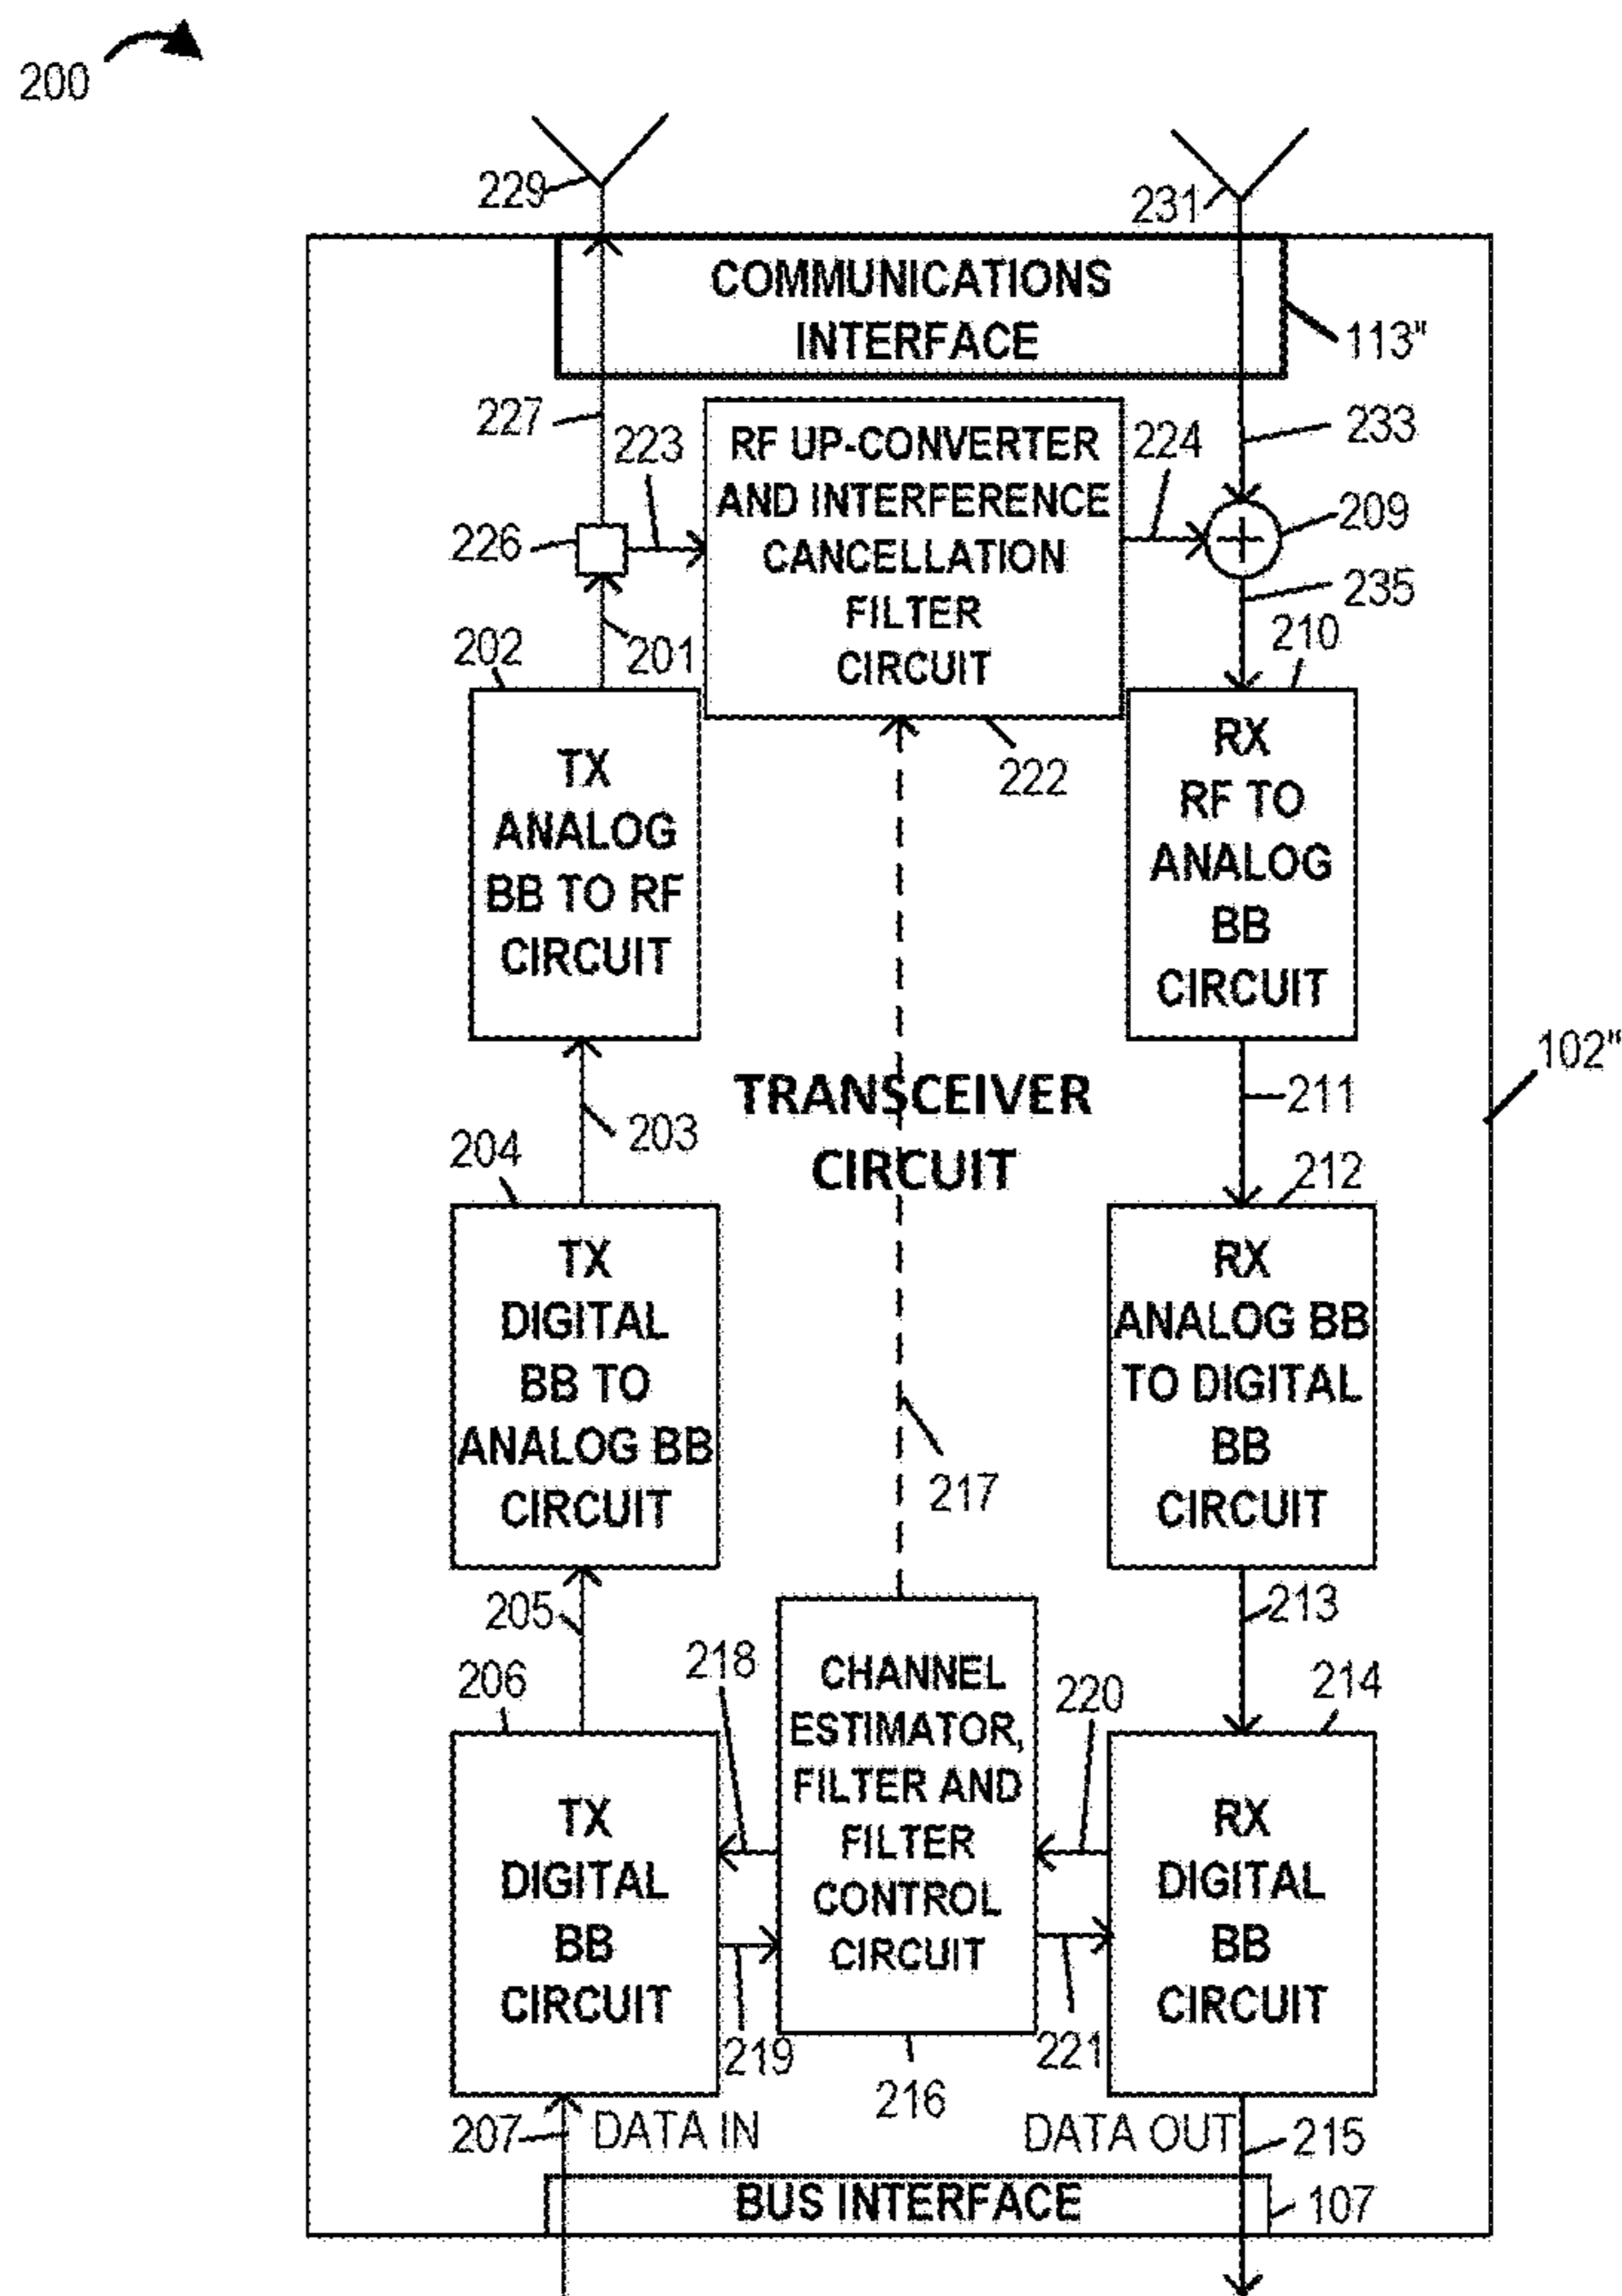 200
229
231
COMMUNICATIONS
INTERFACE
113"
227
223
RF UP-CONVERTER
AND INTERFERENCE
CANCELLATION
FILTER
CIRCUIT
224
233
226
209
235
202
201
210
222
TX
ANALOG
BB TO RF
CIRCUIT
RX
RF TO
ANALOG
BB
CIRCUIT
102"
TRANSCEIVER
CIRCUIT
203
211
204
212
TX
DIGITAL
BB TO
ANALOG BB
CIRCUIT
RX
ANALOG BB
TO DIGITAL
BB
CIRCUIT
217
205
213
206
218
220
214
CHANNEL
ESTIMATOR,
FILTER AND
FILTER
CONTROL
CIRCUIT
TX
DIGITAL
BB
CIRCUIT
RX
DIGITAL
BB
CIRCUIT
219
221
216
207
DATA IN
DATA OUT
215
BUS INTERFACE
107